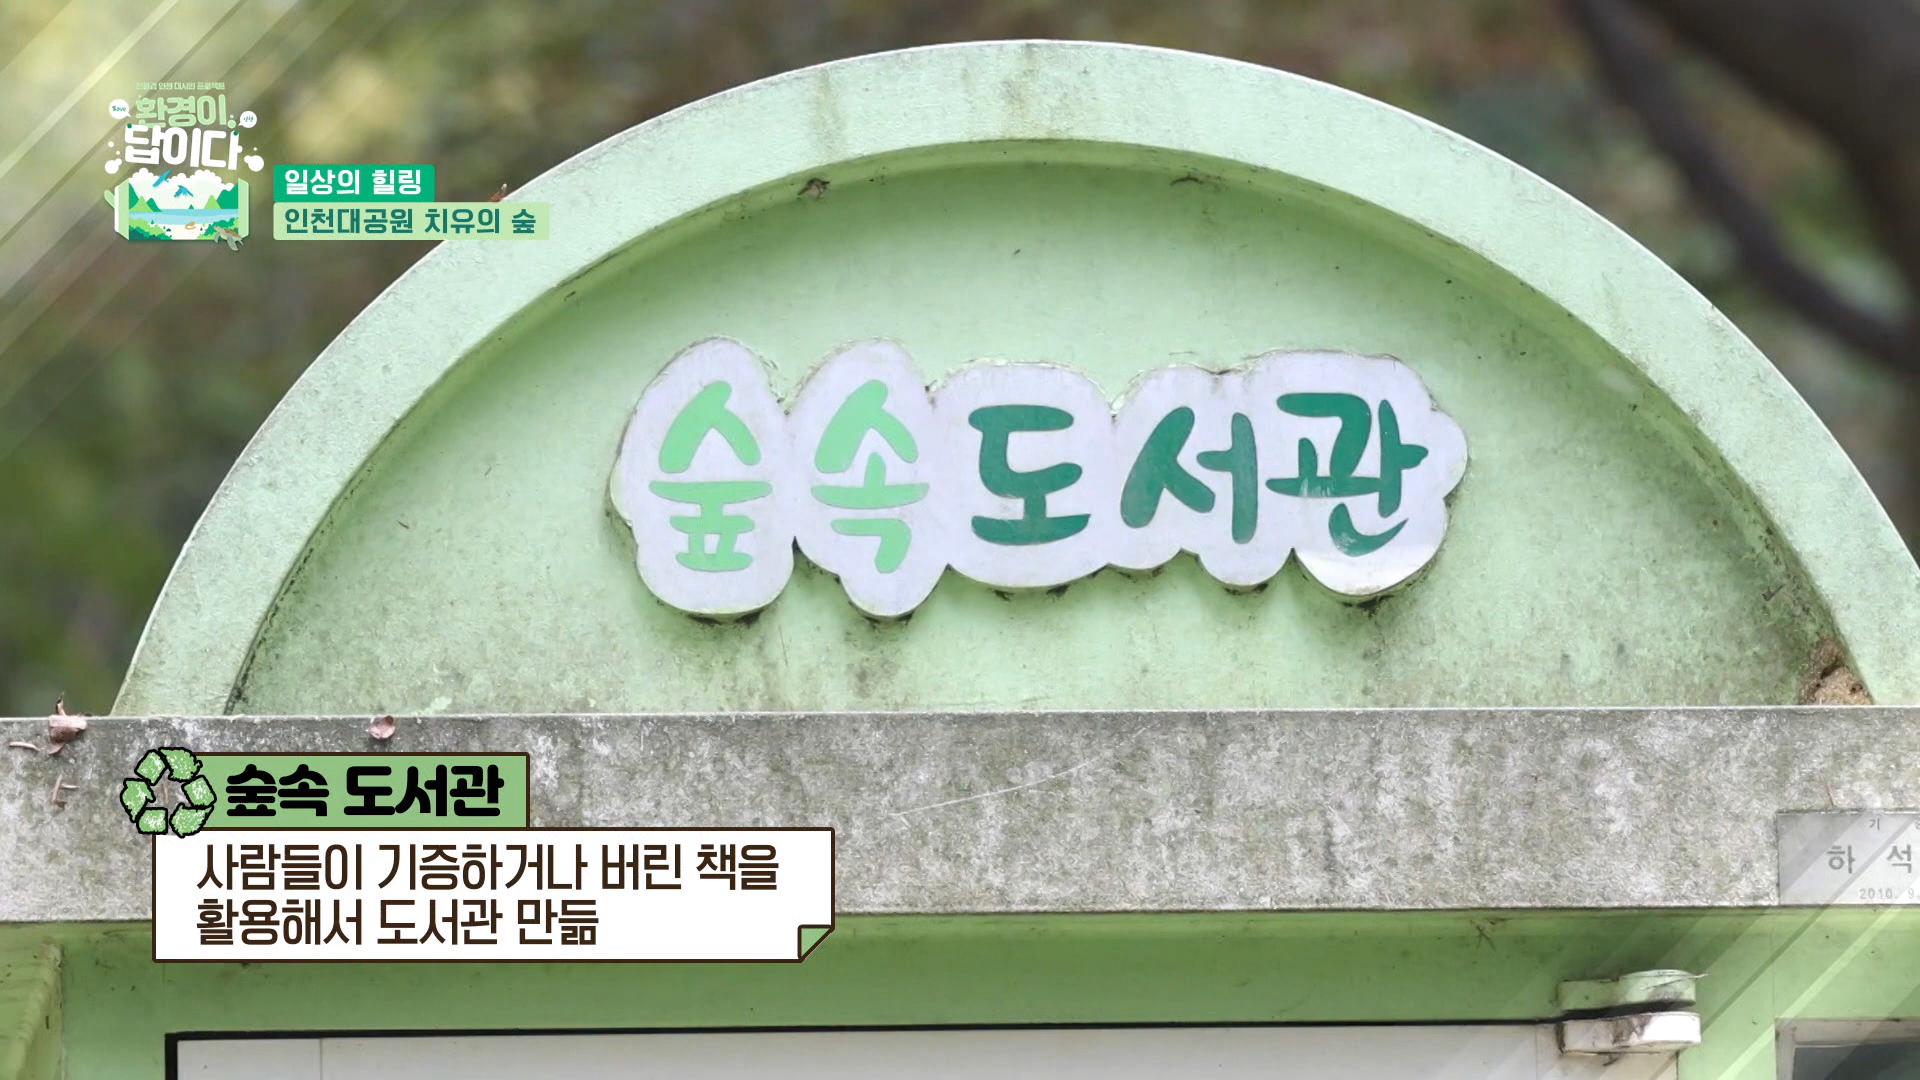 환경이
답이다
일상의 힐링
인천대공원 치유의 숲
숲속 도서관
숲속 도서관
사람들이 기증하거나 버린 책을
활용해서 도서관 만듦
하 석
2010. 9.